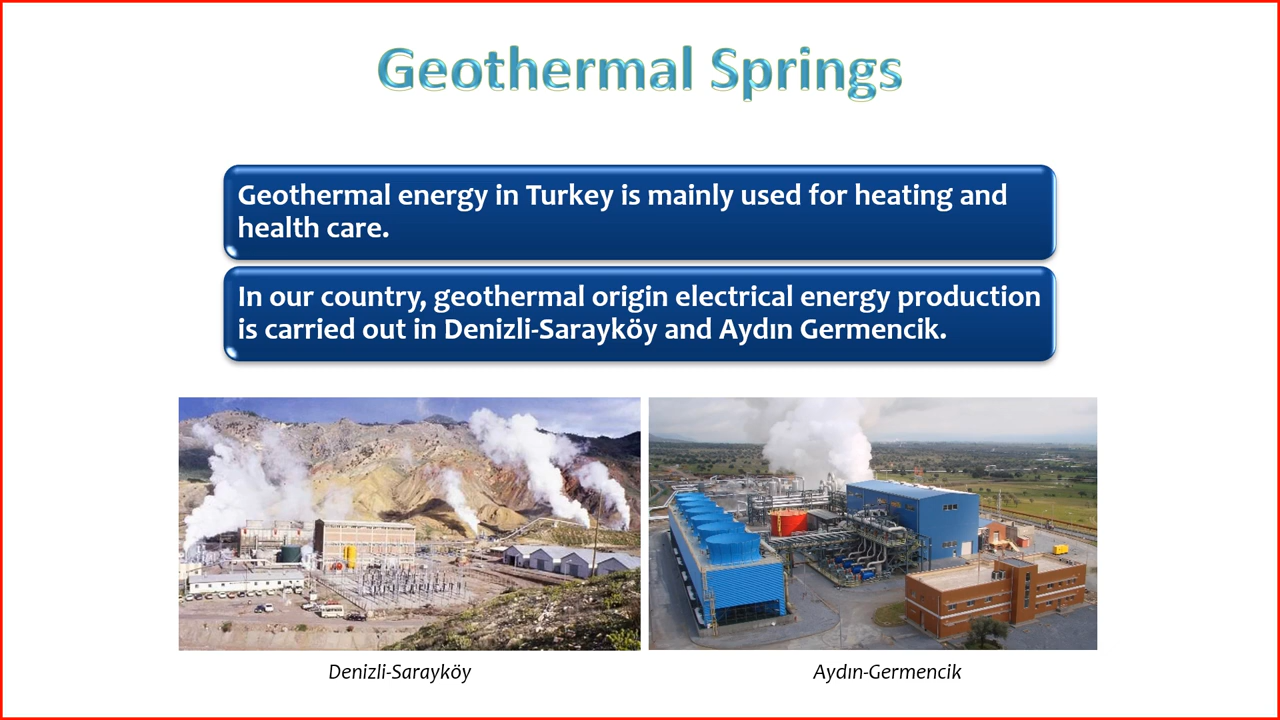 Geothermal Springs
Geothermal energy in Turkey is mainly used for heating and
health care.
In our country, geothermal origin electrical energy production
is carried out in Denizli-Sarayköy and Aydın Germencik.
Denizli-Sarayköy
Aydın-Germencik